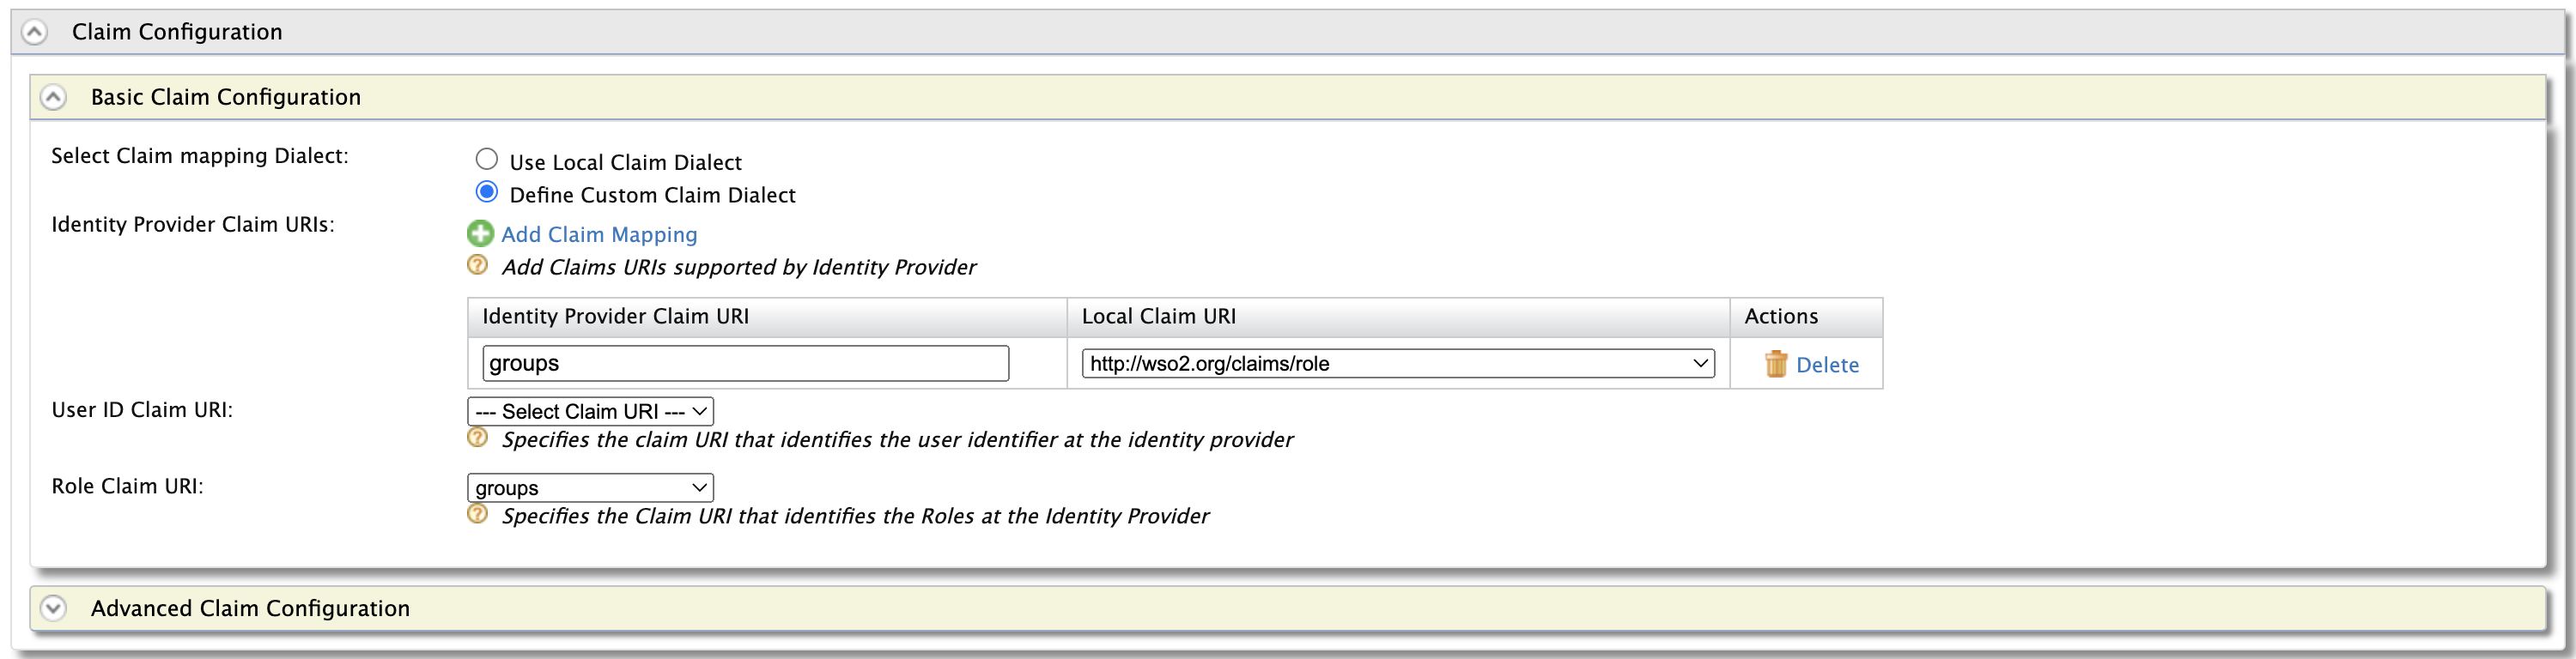 Claim Configuration
Basic Claim Configuration
Select Claim mapping Dialect:
Use Local Claim Dialect
Define Custom Claim Dialect
Identity Provider Claim URIs:
Add Claim Mapping
Add Claims URIs supported by Identity Provider
Identity Provider Claim URI Local Claim URI Actions
groups http://wso2.org/claims/role Delete
User ID Claim URI: --- Select Claim URI ---
Specifies the claim URI that identifies the user identifier at the identity provider
Role Claim URI: groups
Specifies the Claim URI that identifies the Roles at the Identity Provider
Advanced Claim Configuration